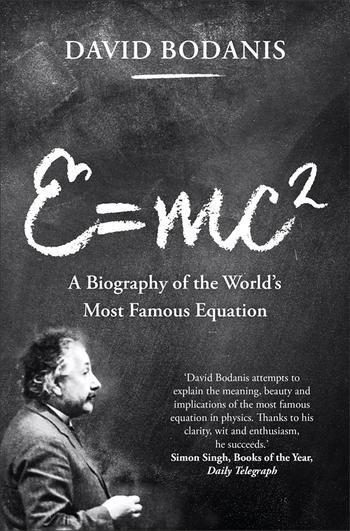 DAVID BODANIS
E=mc²
A Biography of the World’s
Most Famous Equation
‘David Bodanis attempts to
explain the meaning, beauty and
implications of the most famous
equation in physics. Thanks to his
clarity, wit and enthusiasm,
he succeeds.’
Simon Singh, Books of the Year,
Daily Telegraph